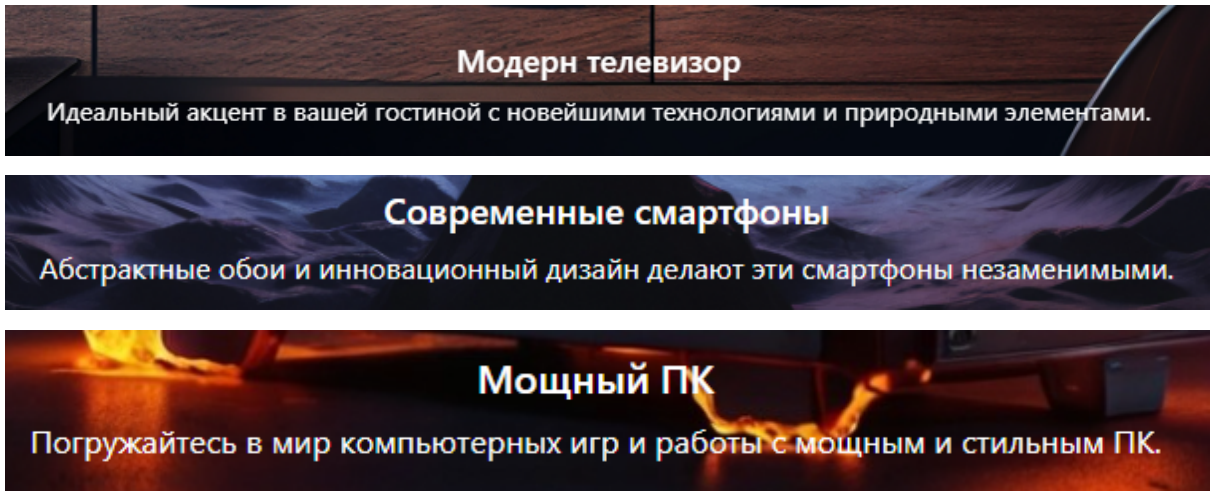 Модерн телевизор
Идеальный акцент в вашей гостиной с новейшими технологиями и природными элементами.
Современные смартфоны
Абстрактные обои и инновационный дизайн делают эти смартфоны незаменимыми.
Мощный ПК
Погружайтесь в мир компьютерных игр и работы с мощным и стильным ПК.